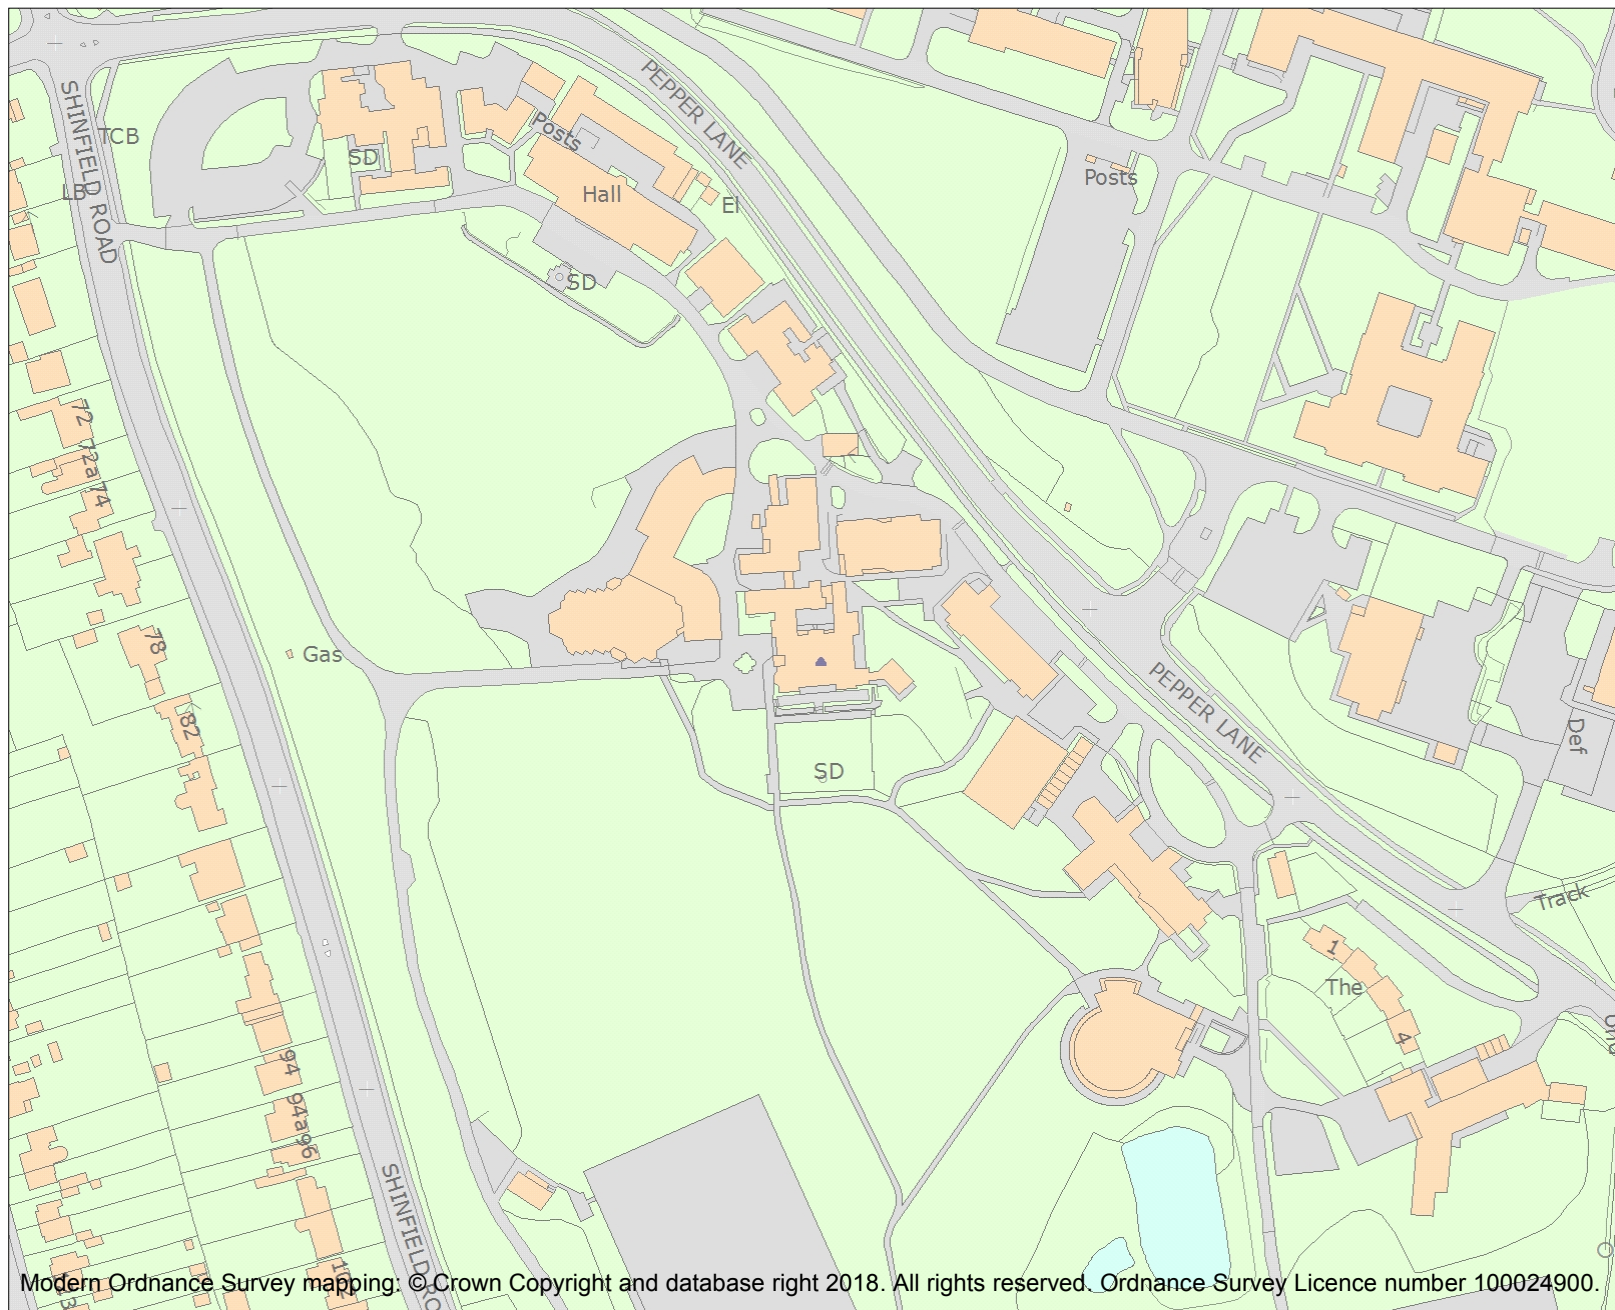 PEPPER LANE
SHINFIELD ROAD
TCB
Posts
SD
LB
Hall
El
Posts
SD
72
72a
74
78
Gas
82
PEPPER LANE
Def
SD
Track
1
The
4
94
94a
96
SHINFIELD RO
Modern Ordnance Survey mapping: © Crown Copyright and database right 2018. All rights reserved. Ordnance Survey Licence number 100024900.